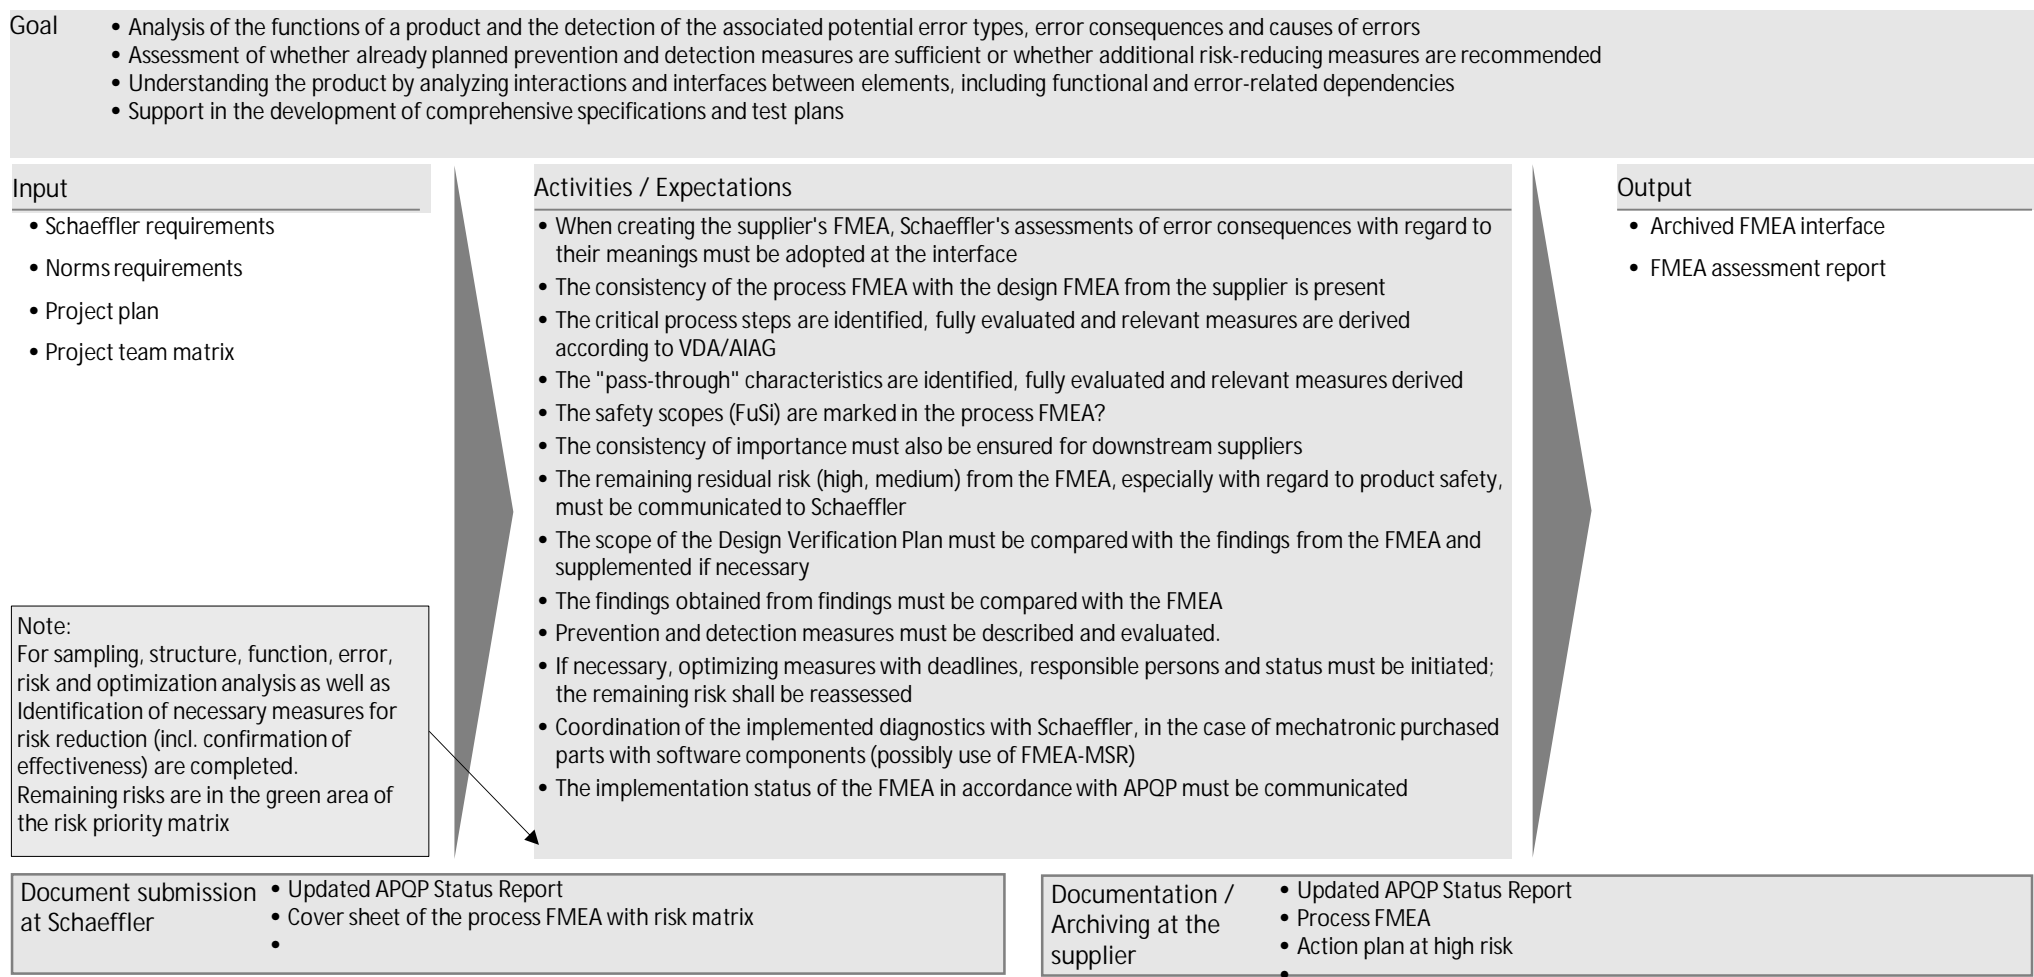 Goal
• Analysis of the functions of a product and the detection of the associated potential error types, error consequences and causes of errors
• Assessment of whether already planned prevention and detection measures are sufficient or whether additional risk-reducing measures are recommended
• Understanding the product by analyzing interactions and interfaces between elements, including functional and error-related dependencies
• Support in the development of comprehensive specifications and test plans
Input
• Schaeffler requirements
• Norms requirements
• Project plan
• Project team matrix
Note:
For sampling, structure, function, error,
risk and optimization analysis as well as
Identification of necessary measures for
risk reduction (incl. confirmation of
effectiveness) are completed.
Remaining risks are in the green area of
the risk priority matrix
Activities / Expectations
• When creating the supplier's FMEA, Schaeffler's assessments of error consequences with regard to
their meanings must be adopted at the interface
• The consistency of the process FMEA with the design FMEA from the supplier is present
• The critical process steps are identified, fully evaluated and relevant measures are derived
according to VDA/AIAG
• The "pass-through" characteristics are identified, fully evaluated and relevant measures derived
• The safety scopes (FuSi) are marked in the process FMEA?
• The consistency of importance must also be ensured for downstream suppliers
• The remaining residual risk (high, medium) from the FMEA, especially with regard to product safety,
must be communicated to Schaeffler
• The scope of the Design Verification Plan must be compared with the findings from the FMEA and
supplemented if necessary
• The findings obtained from findings must be compared with the FMEA
• Prevention and detection measures must be described and evaluated.
• If necessary, optimizing measures with deadlines, responsible persons and status must be initiated;
the remaining risk shall be reassessed
• Coordination of the implemented diagnostics with Schaeffler, in the case of mechatronic purchased
parts with software components (possibly use of FMEA-MSR)
• The implementation status of the FMEA in accordance with APQP must be communicated
Output
• Archived FMEA interface
• FMEA assessment report
Document submission
at Schaeffler
• Updated APQP Status Report
• Cover sheet of the process FMEA with risk matrix
•
Documentation /
Archiving at the
supplier
• Updated APQP Status Report
• Process FMEA
• Action plan at high risk
•